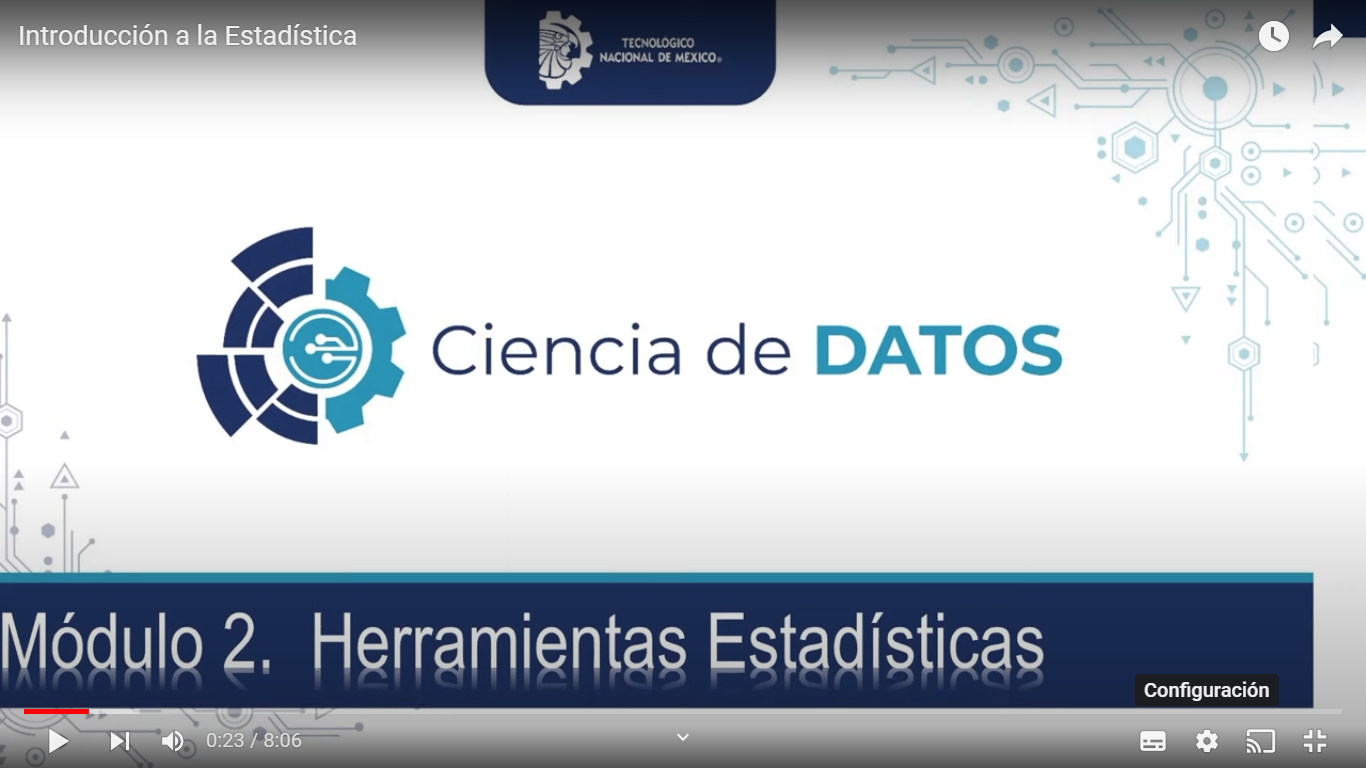 Introducción a la Estadística
TECNOLÓGICO
NACIONAL DE MÉXICO®
Ciencia de DATOS
Módulo 2. Herramientas Estadísticas
Configuración
0:23 / 8:06